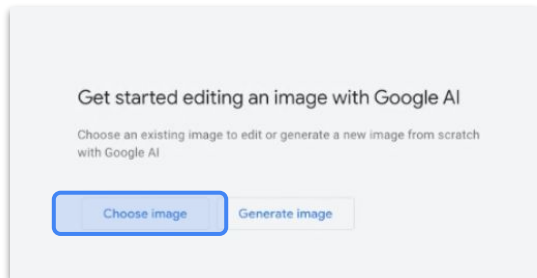 Get started editing an image with Google AI
Choose an existing image to edit or generate a new image from scratch
with Google AI
Choose image
Generate image